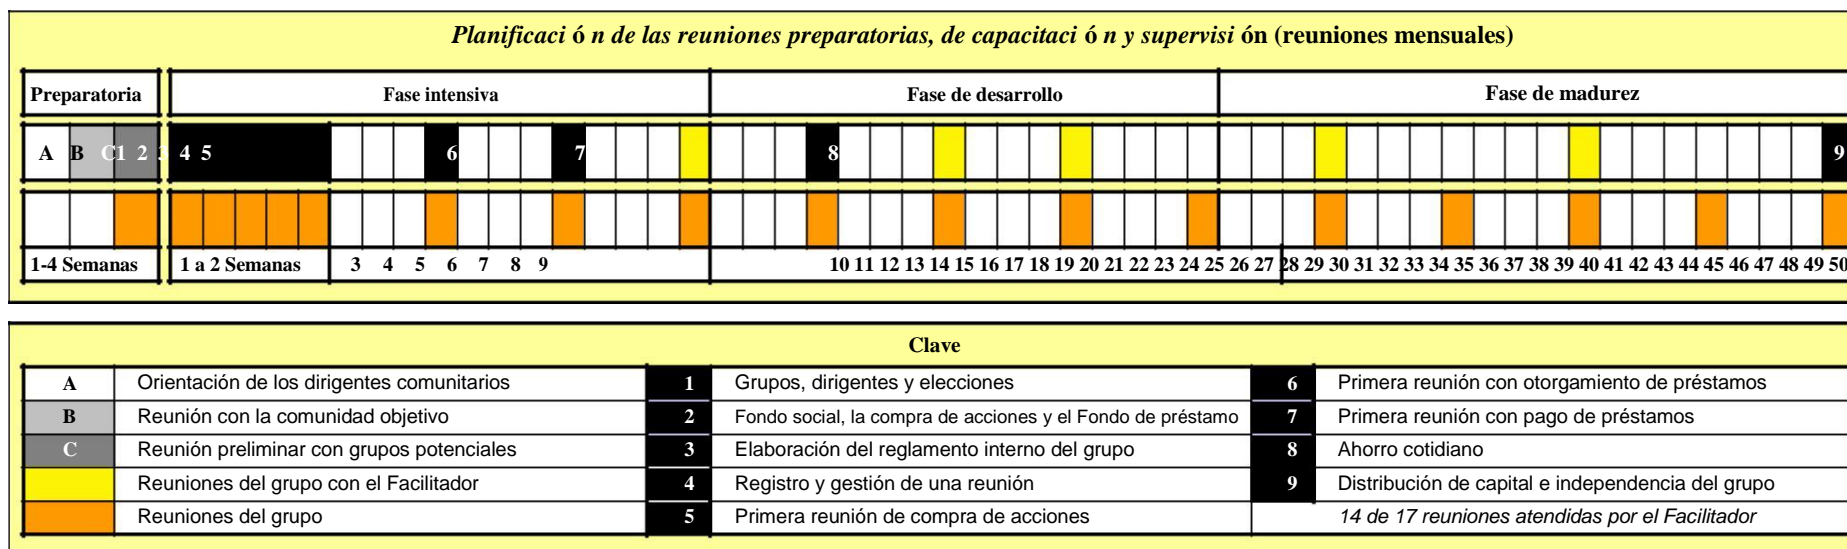 Planificaci ó n de las reuniones preparatorias, de capacitaci ó n y supervisi ón (reuniones mensuales)
Preparatoria Fase intensiva Fase de desarrollo Fase de madurez
A B C1 2 3 4 5 6 7 8 9
1-4 Semanas 1 a 2 Semanas 3 4 5 6 7 8 9 10 11 12 13 14 15 16 17 18 19 20 21 22 23 24 25 26 27 28 29 30 31 32 33 34 35 36 37 38 39 40 41 42 43 44 45 46 47 48 49 50
Clave
A Orientación de los dirigentes comunitarios 1 Grupos, dirigentes y elecciones 6 Primera reunión con otorgamiento de préstamos
B Reunión con la comunidad objetivo 2 Fondo social, la compra de acciones y el Fondo de préstamo 7 Primera reunión con pago de préstamos
C Reunión preliminar con grupos potenciales 3 Elaboración del reglamento interno del grupo 8 Ahorro cotidiano
Reuniones del grupo con el Facilitador 4 Registro y gestión de una reunión 9 Distribución de capital e independencia del grupo
Reuniones del grupo 5 Primera reunión de compra de acciones 14 de 17 reuniones atendidas por el Facilitador